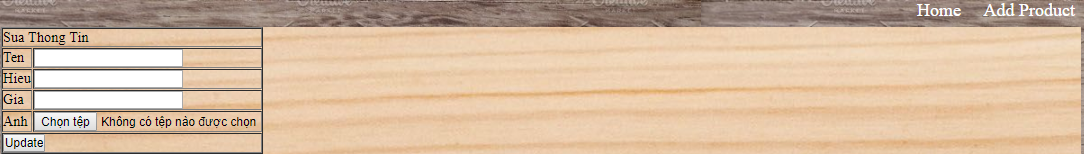 Home Add Product
Sua Thong Tin
Ten
Hieu
Gia
Anh Chọn tệp Không có tệp nào được chọn
Update